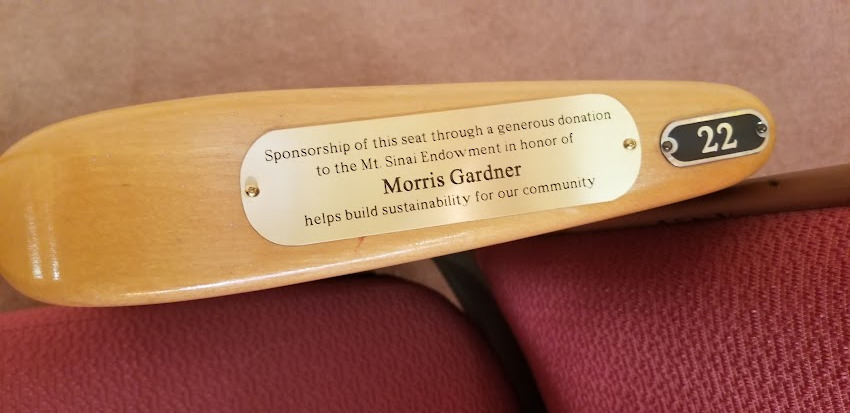 Sponsorship of this seat through a generous donation
to the Mt. Sinai Endowment in honor of
Morris Gardner
helps build sustainability for our community
22